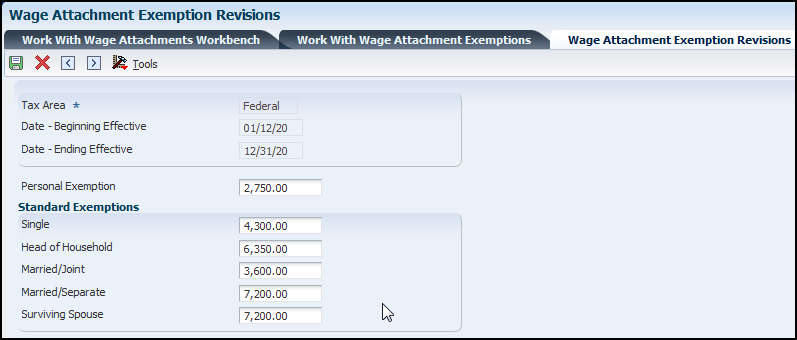 Wage Attachment Exemption Revisions
Work With Wage Attachments Workbench Work With Wage Attachment Exemptions Wage Attachment Exemption Revisions
Tools
Tax Area * Federal
Date - Beginning Effective 01/12/20
Date - Ending Effective 12/31/20
Personal Exemption 2,750.00
Standard Exemptions
Single 4,300.00
Head of Household 6,350.00
Married/Joint 3,600.00
Married/Separate 7,200.00
Surviving Spouse 7,200.00